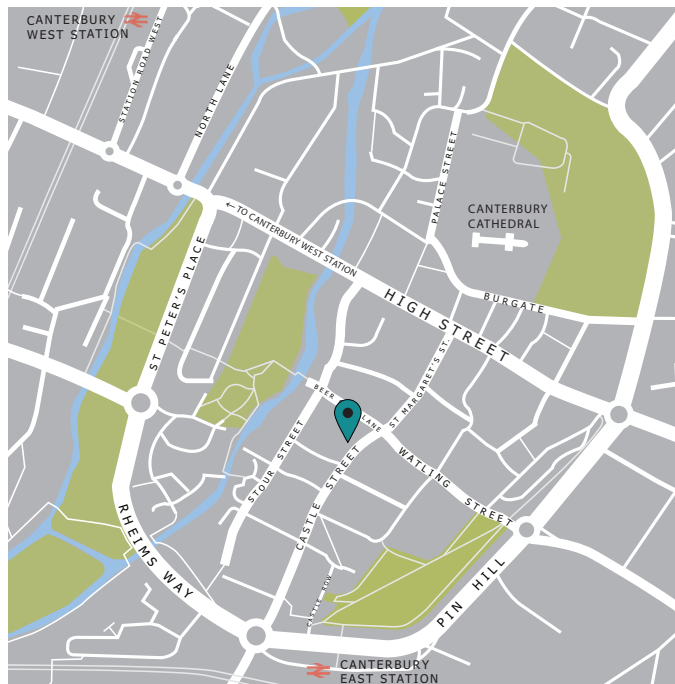 CANTERBURY
WEST STATION
STATION ROAD WEST
NORTH LANE
PALACE STREET
CANTERBURY
CATHEDRAL
← TO CANTERBURY WEST STATION
ST PETER'S PLACE
HIGH STREET
BURGATE
BEER LANE
ST MARGARET'S ST.
STOUR STREET
CASTLE STREET
WATLING STREET
RHEIMS WAY
CASTLE ROW
PIN HILL
CANTERBURY
EAST STATION